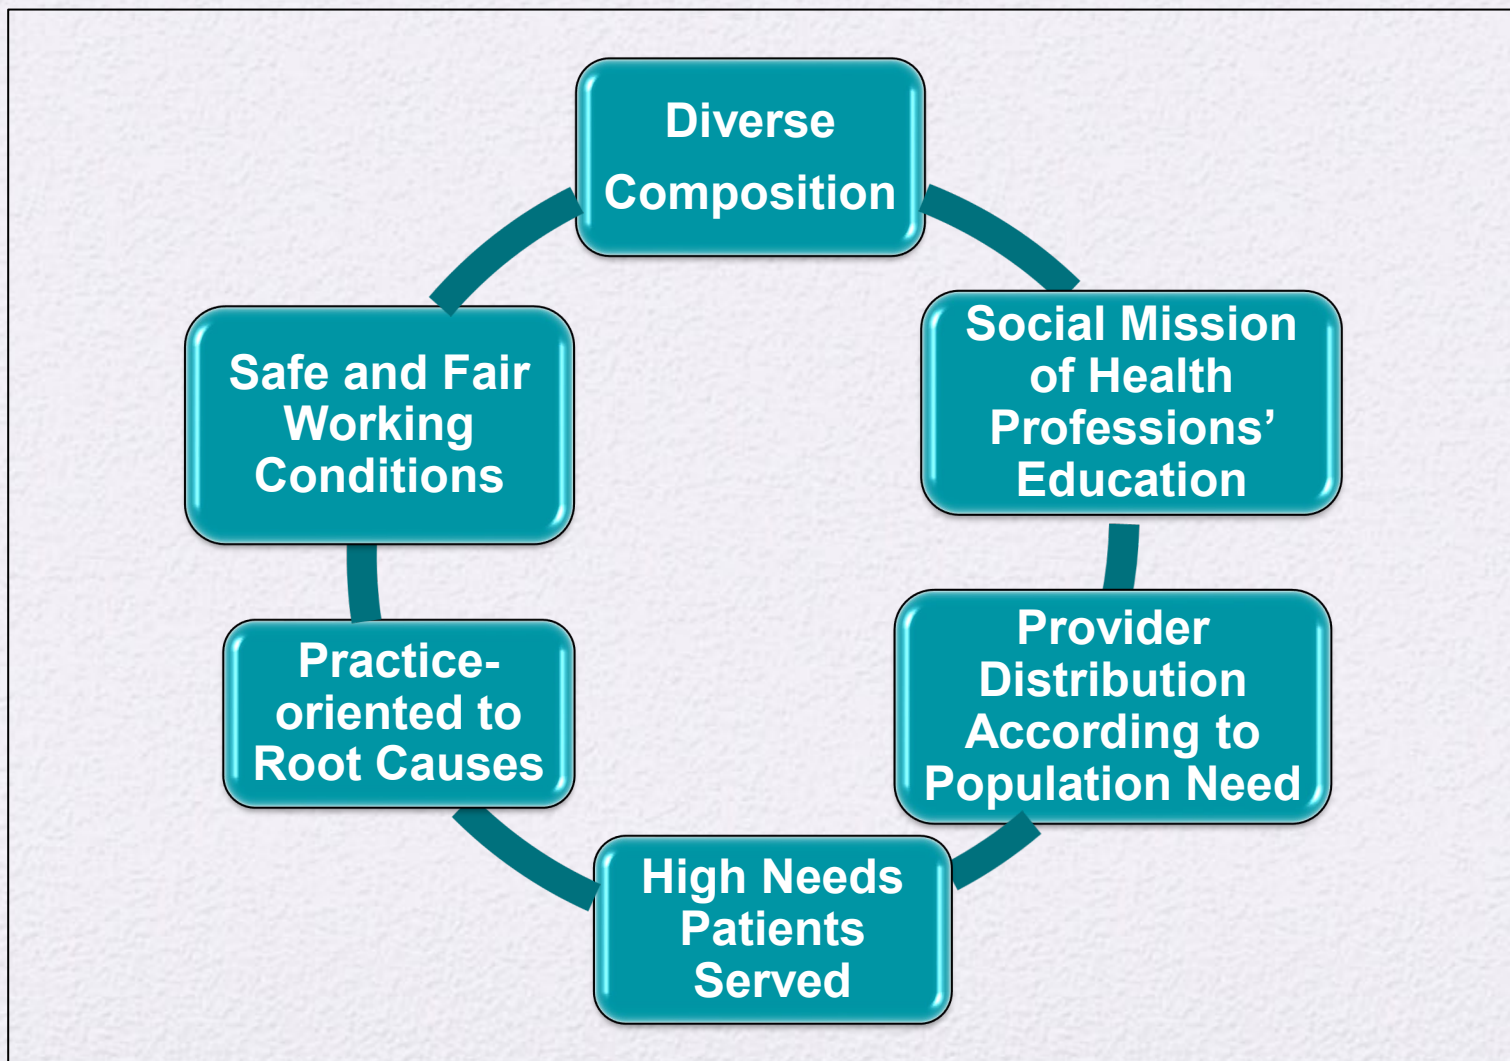 Diverse
Composition
Social Mission
of Health
Professions’
Education
Provider
Distribution
According to
Population Need
High Needs
Patients
Served
Practice-
oriented to
Root Causes
Safe and Fair
Working
Conditions